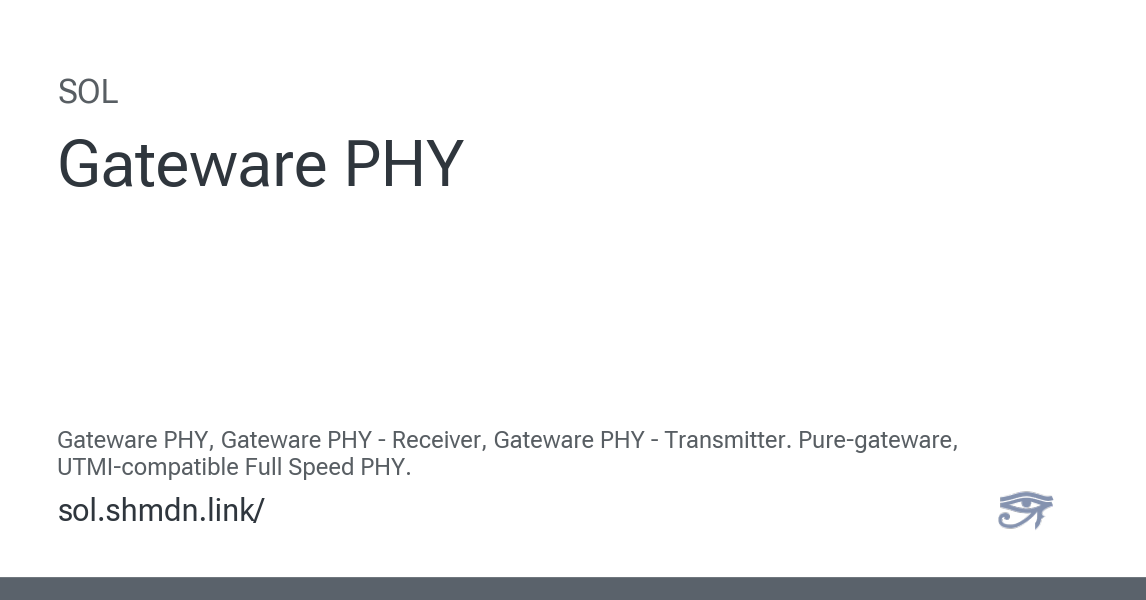 SOL
Gateware PHY
Gateware PHY, Gateware PHY - Receiver, Gateware PHY - Transmitter. Pure-gateware,
UTMI-compatible Full Speed PHY.
sol.shmdn.link/